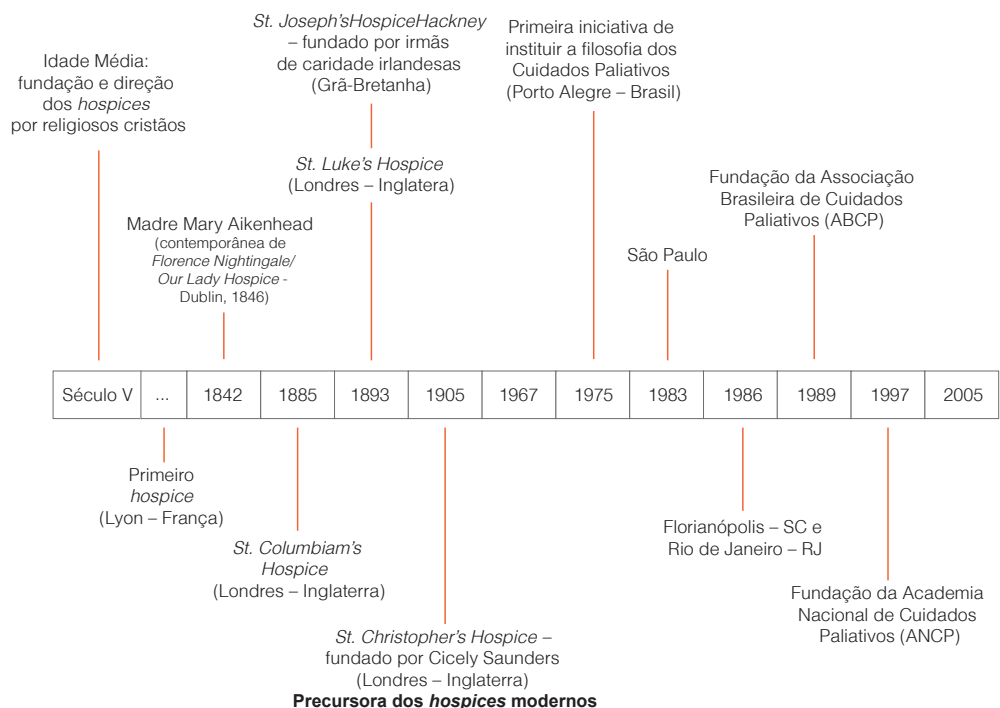 Idade Média:
fundação e direção
dos hospices
por religiosos cristãos
Madre Mary Aikenhead
(contemporânea de
Florence Nightingale/
Our Lady Hospice -
Dublin, 1846)
St. Joseph'sHospiceHackney
– fundado por irmãs
de caridade irlandesas
(Grã-Bretanha)
St. Luke's Hospice
(Londres – Inglatera)
Primeira iniciativa de
instituir a filosofia dos
Cuidados Paliativos
(Porto Alegre – Brasil)
São Paulo
Fundação da Associação
Brasileira de Cuidados
Paliativos (ABCP)
Século V ... 1842 1885 1893 1905 1967 1975 1983 1986 1989 1997 2005
Primeiro
hospice
(Lyon – França)
St. Columbiam's
Hospice
(Londres – Inglaterra)
St. Christopher's Hospice –
fundado por Cicely Saunders
(Londres – Inglaterra)
Precursora dos hospices modernos
Florianópolis – SC e
Rio de Janeiro – RJ
Fundação da Academia
Nacional de Cuidados
Paliativos (ANCP)